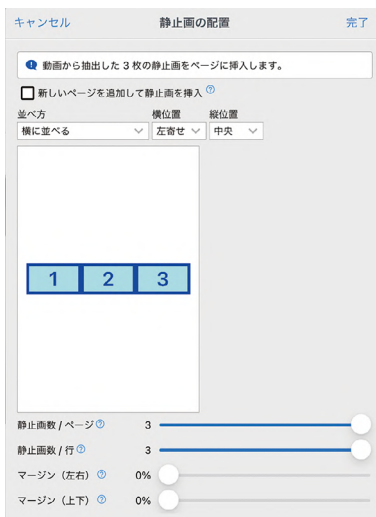 キャンセル 静止画の配置 完了
動画から抽出した 3 枚の静止画をページに挿入します。
新しいページを追加して静止画を挿入 ?
並べ方 横位置 縦位置
横に並べる 左寄せ 中央
1 2 3
静止画数 / ページ ? 3
静止画数 / 行 ? 3
マージン（左右） ? 0%
マージン（上下） ? 0%